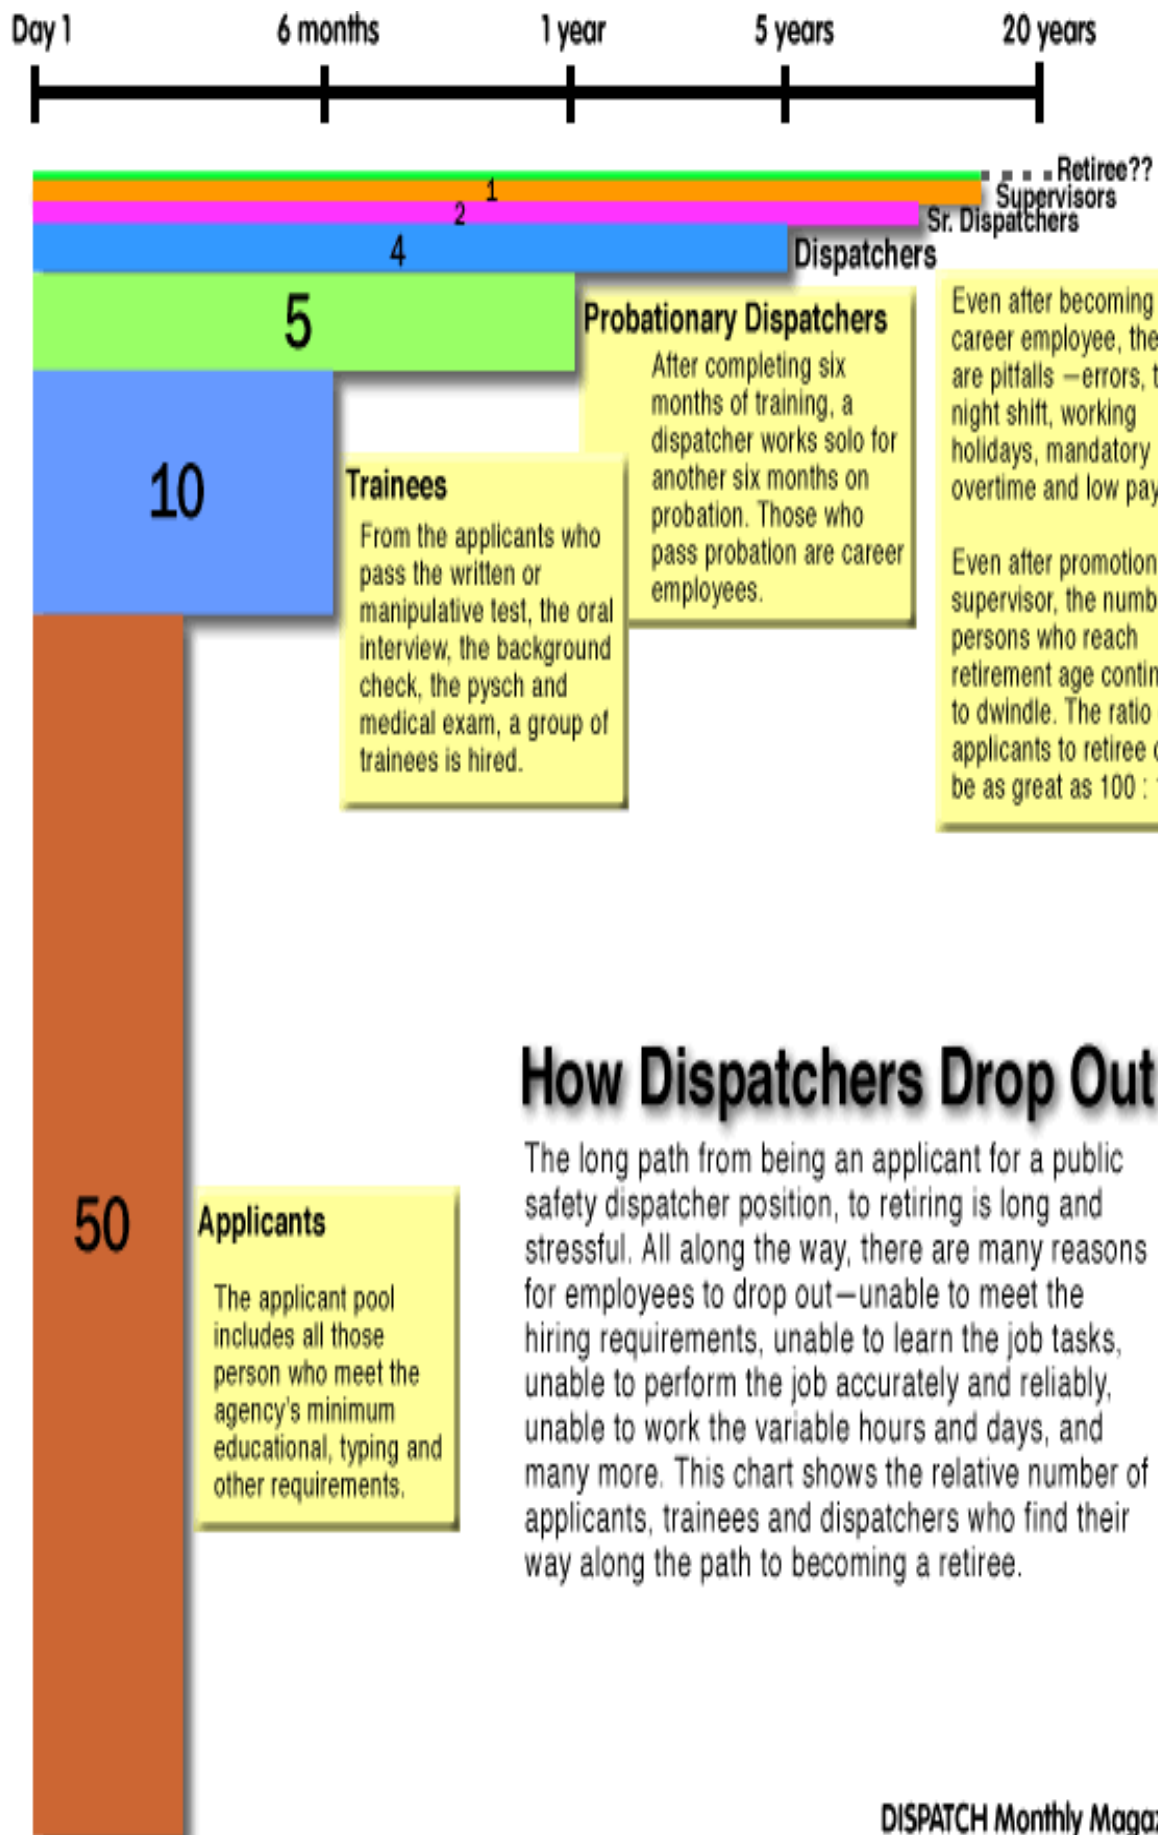 Day 1 6 months 1 year 5 years 20 years
Retiree??
1
Supervisors
2
Sr. Dispatchers
4
Dispatchers
5
Probationary Dispatchers
After completing six
months of training, a
dispatcher works solo for
another six months on
probation. Those who
pass probation are career
employees.
Even after becoming
career employee, the
are pitfalls –errors, t
night shift, working
holidays, mandatory
overtime and low pay
Even after promotion
supervisor, the numb
persons who reach
retirement age contin
to dwindle. The ratio
applicants to retiree c
be as great as 100 :
10
Trainees
From the applicants who
pass the written or
manipulative test, the oral
interview, the background
check, the pysch and
medical exam, a group of
trainees is hired.
How Dispatchers Drop Out
The long path from being an applicant for a public
safety dispatcher position, to retiring is long and
stressful. All along the way, there are many reasons
for employees to drop out–unable to meet the
hiring requirements, unable to learn the job tasks,
unable to perform the job accurately and reliably,
unable to work the variable hours and days, and
many more. This chart shows the relative number of
applicants, trainees and dispatchers who find their
way along the path to becoming a retiree.
50
Applicants
The applicant pool
includes all those
person who meet the
agency's minimum
educational, typing and
other requirements.
DISPATCH Monthly Magaz